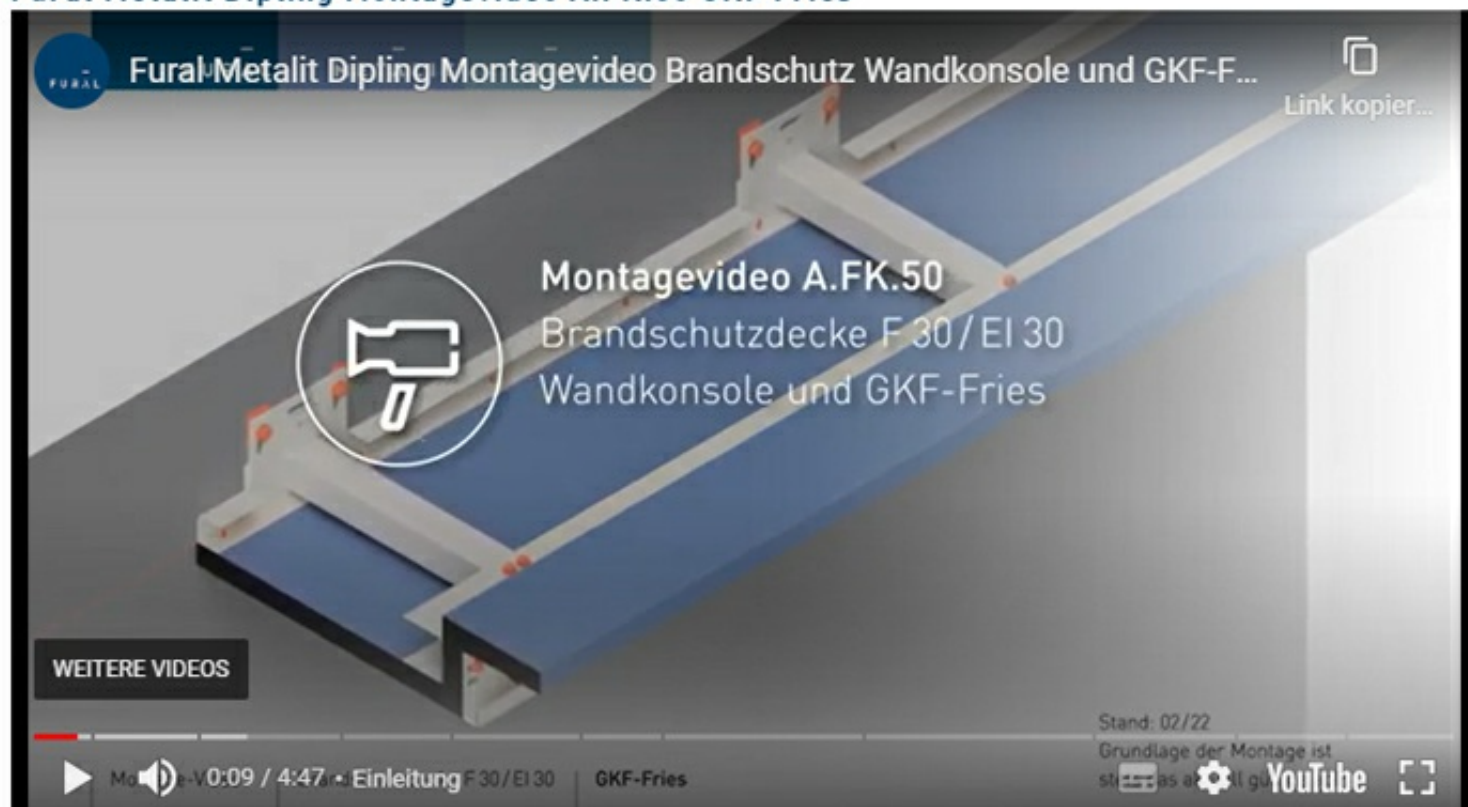 FURAL
Fural Metalit Dipling Montagevideo Brandschutz Wandkonsole und GKF-F...
Link kopier...
Montagevideo A.FK.50
Brandschutzdecke F 30/EI 30
Wandkonsole und GKF-Fries
WEITERE VIDEOS
Stand: 02/22
Grundlage der Montage ist
0:09 / 4:47 • Einleitung
F 30/EI 30
GKF-Fries
YouTube